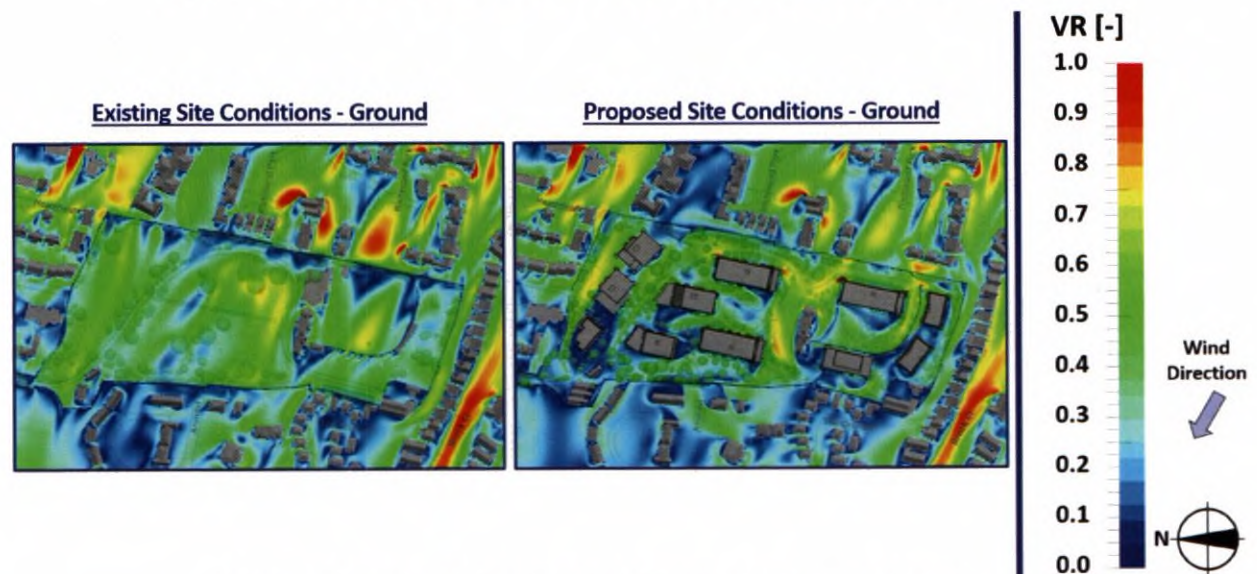 VR [-]
1.0
Existing Site Conditions - Ground
Proposed Site Conditions - Ground
0.9
0.8
0.7
0.6
0.5
0.4
0.3
0.2
0.1
0.0
Wind
Direction
N